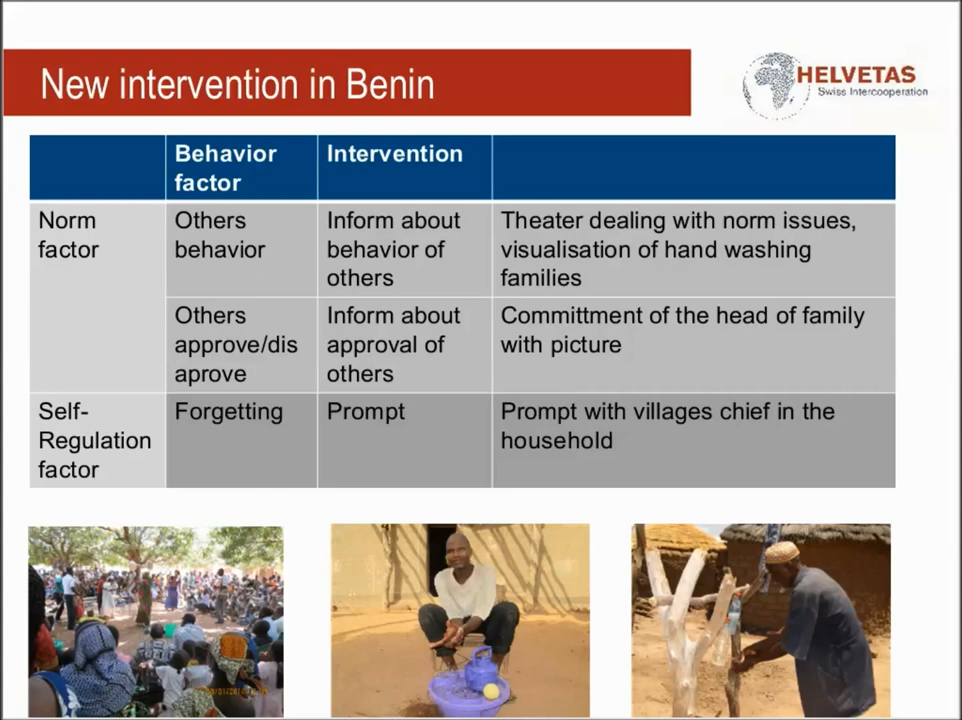 New intervention in Benin
HELVETAS
Swiss Intercooperation
Behavior
factor
Intervention
Norm
factor
Others
behavior
Inform about
behavior of
others
Theater dealing with norm issues,
visualisation of hand washing
families
Others
approve/dis
aprove
Inform about
approval of
others
Committment of the head of family
with picture
Self-
Regulation
factor
Forgetting
Prompt
Prompt with villages chief in the
household